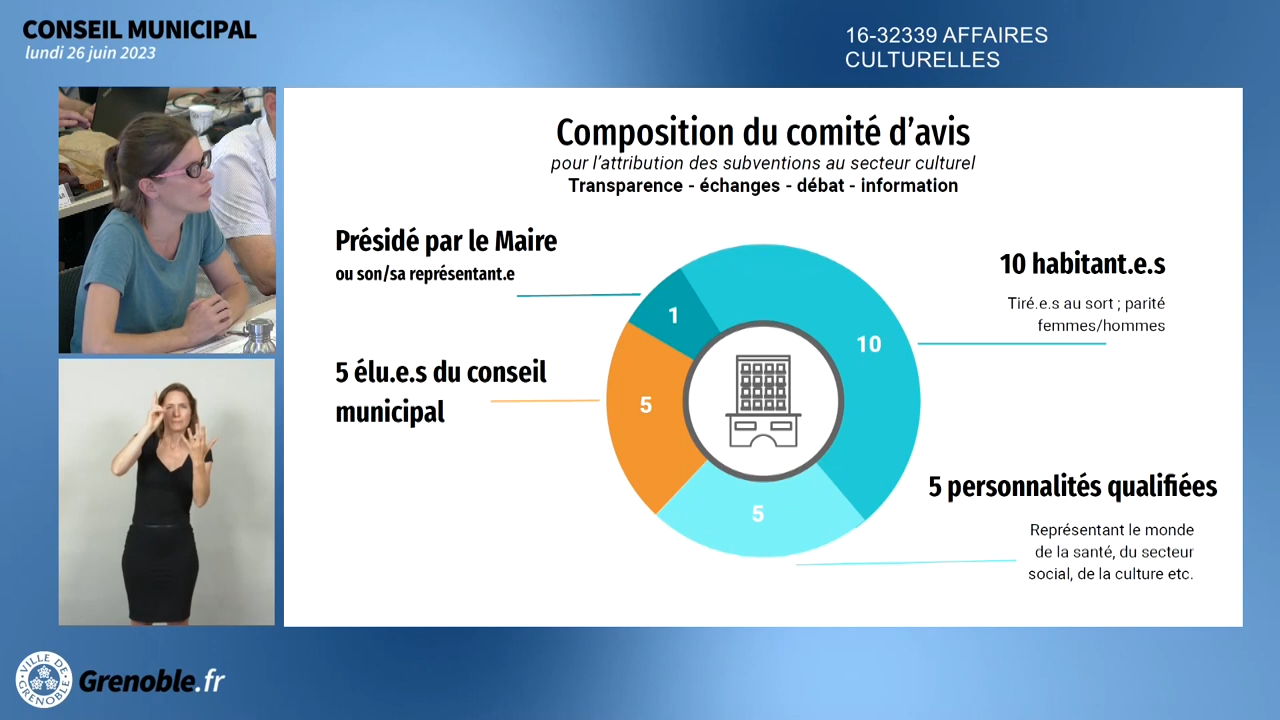 CONSEIL MUNICIPAL
lundi 26 juin 2023
16-32339 AFFAIRES
CULTURELLES
Composition du comité d'avis
pour l'attribution des subventions au secteur culturel
Transparence - échanges - débat - information
Présidé par le Maire
ou son/sa représentant.e
10 habitant.e.s
Tiré.e.s au sort ; parité
femmes/hommes
1
10
5 élu.e.s du conseil
municipal
5
5 personnalités qualifiées
5
Représentant le monde
de la santé, du secteur
social, de la culture etc.
VILLE DE
GRENOBLE
Grenoble.fr